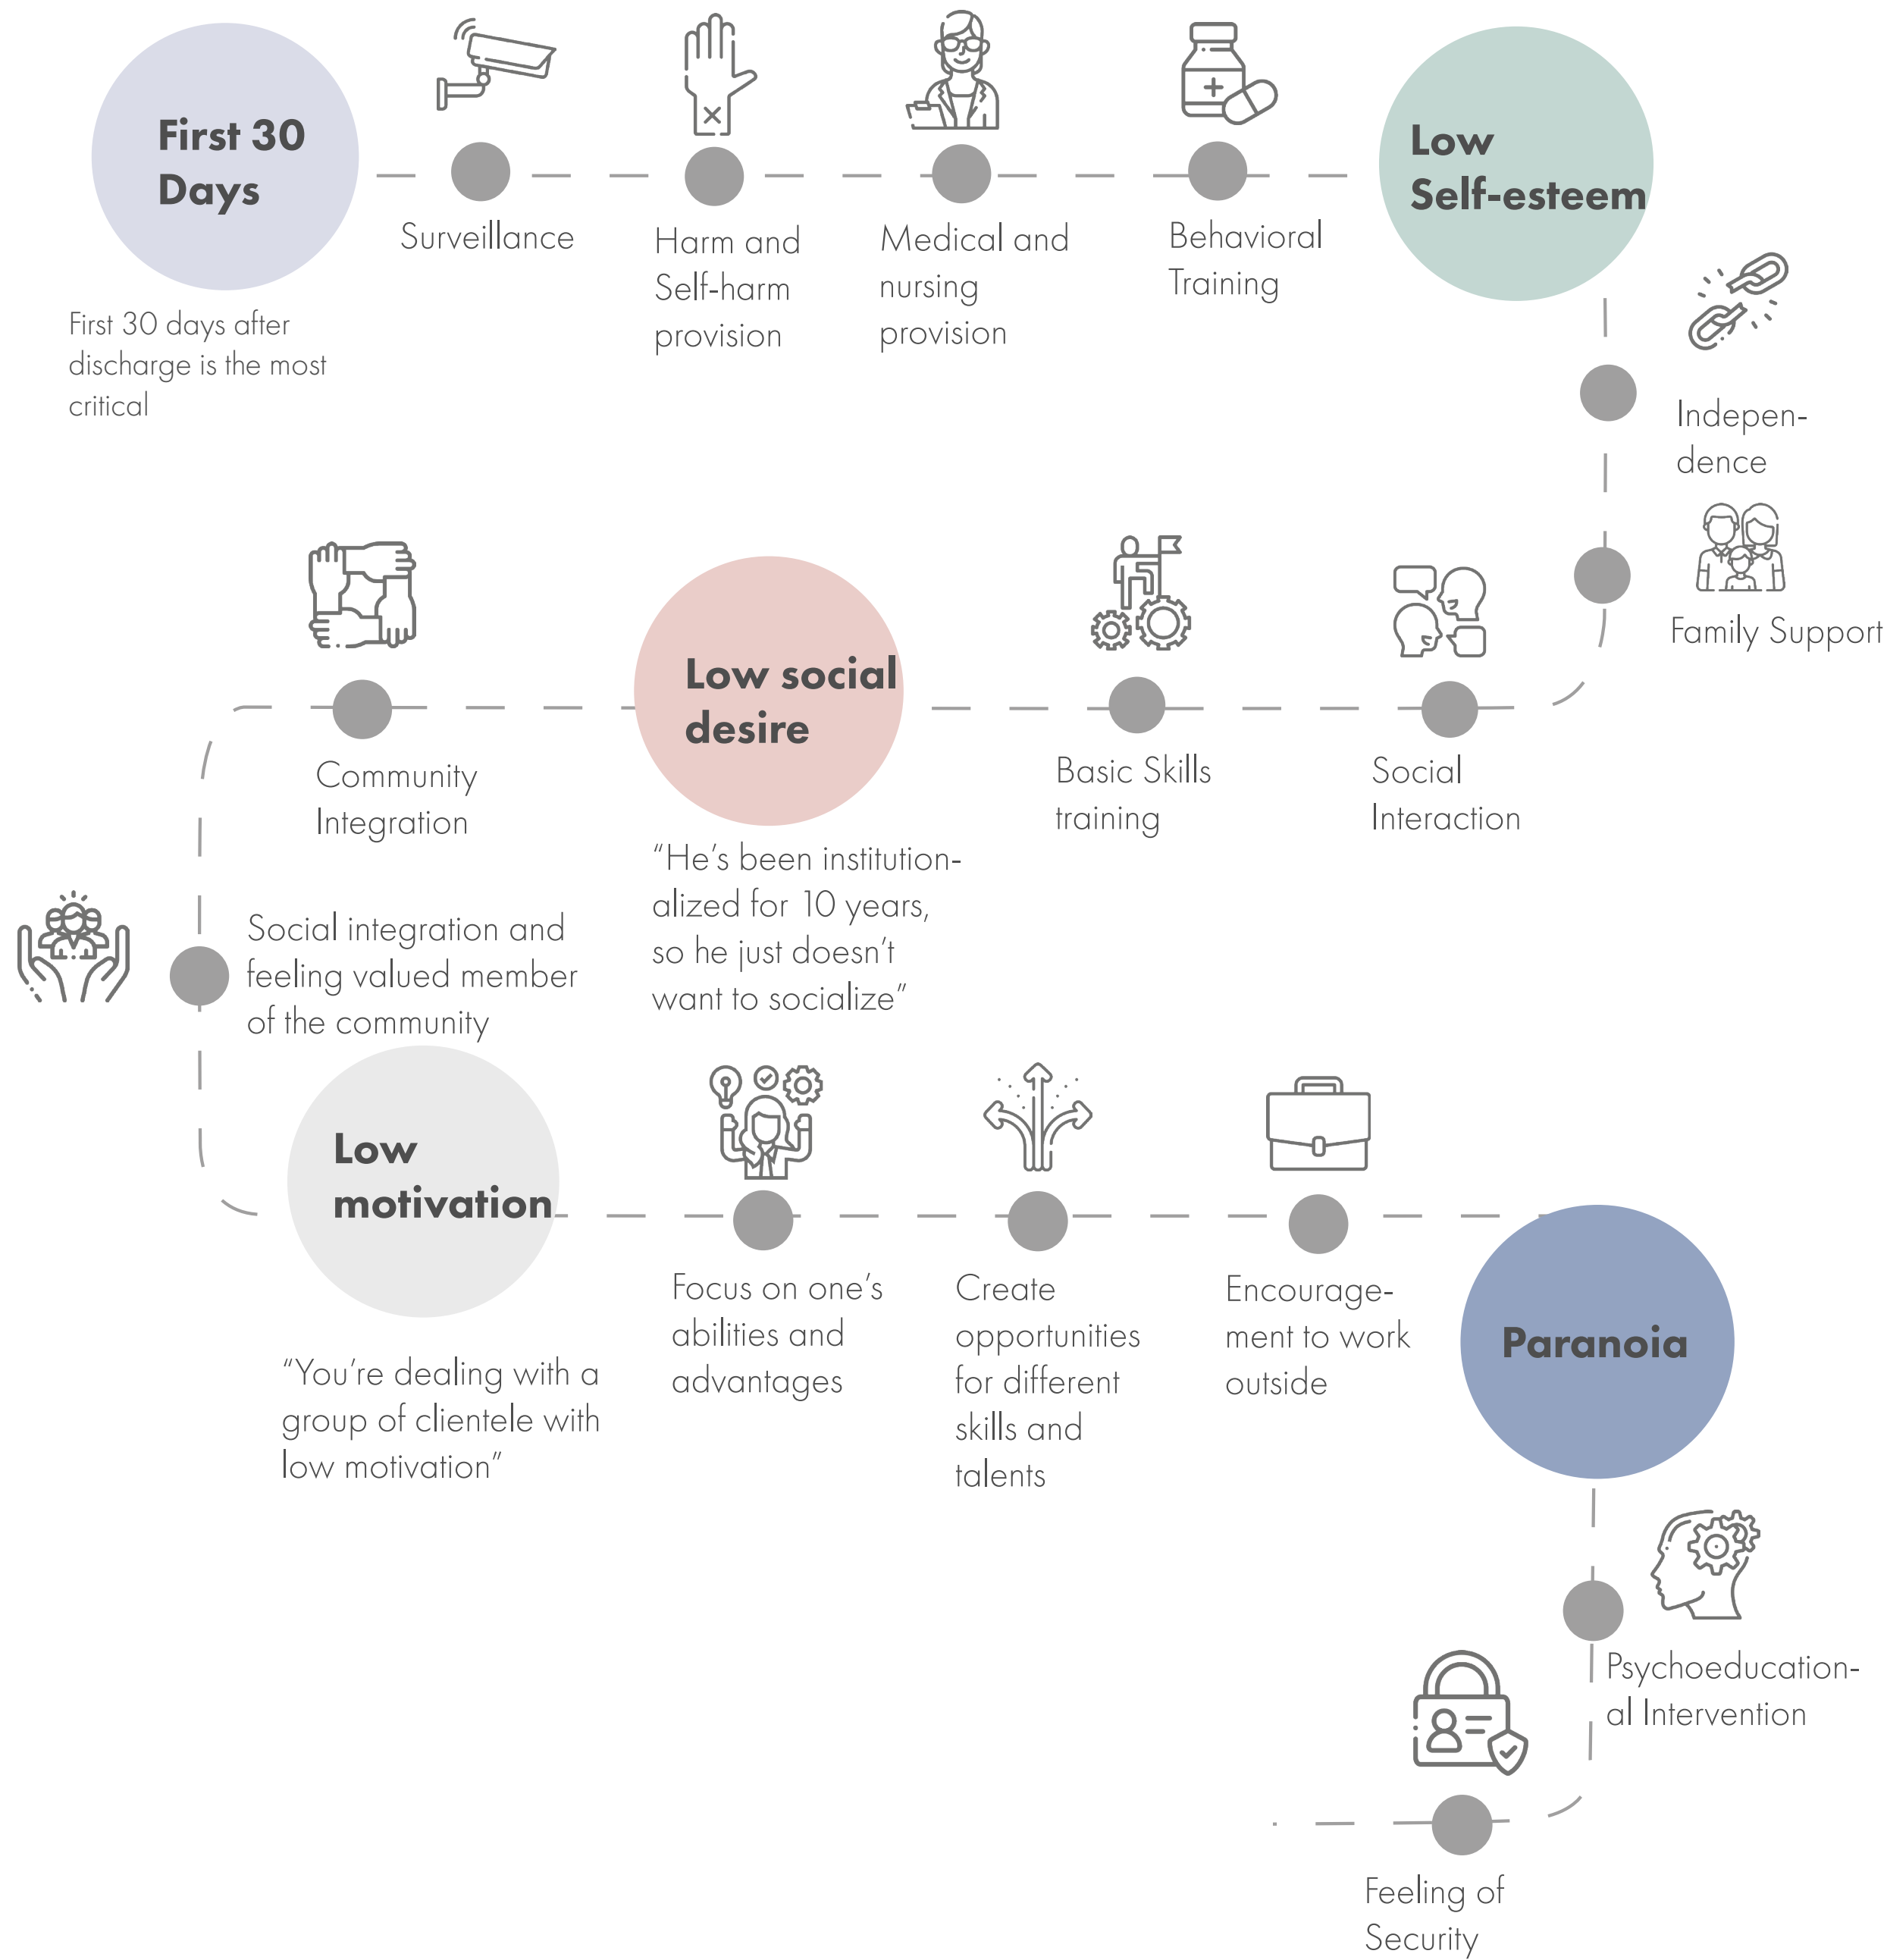 First 30
Days
First 30 days after
discharge is the most
critical
Surveillance
Harm and
Self-harm
provision
Medical and
nursing
provision
Behavioral
Training
Low
Self-esteem
Indepen-
dence
Family Support
Social
Interaction
Basic Skills
training
Low social
desire
“He’s been institution-
alized for 10 years,
so he just doesn’t
want to socialize”
Community
Integration
Social integration and
feeling valued member
of the community
Low
motivation
“You’re dealing with a
group of clientele with
low motivation”
Focus on one’s
abilities and
advantages
Create
opportunities
for different
skills and
talents
Encourage-
ment to work
outside
Paranoia
Psychoeducation-
al Intervention
Feeling of
Security